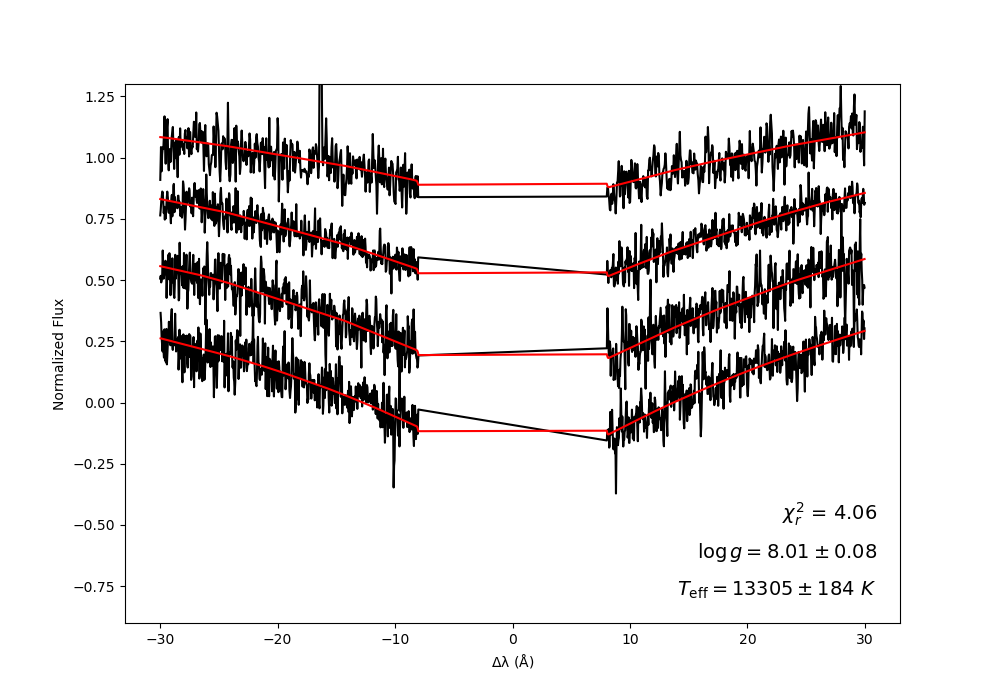 1.25
1.00
0.75
0.50
0.25
0.00
−0.25
−0.50
−0.75
Normalized Flux
χ²ᵣ = 4.06
log g = 8.01 ± 0.08
T_eff = 13305 ± 184 K
−30 −20 −10 0 10 20 30
Δλ (Å)